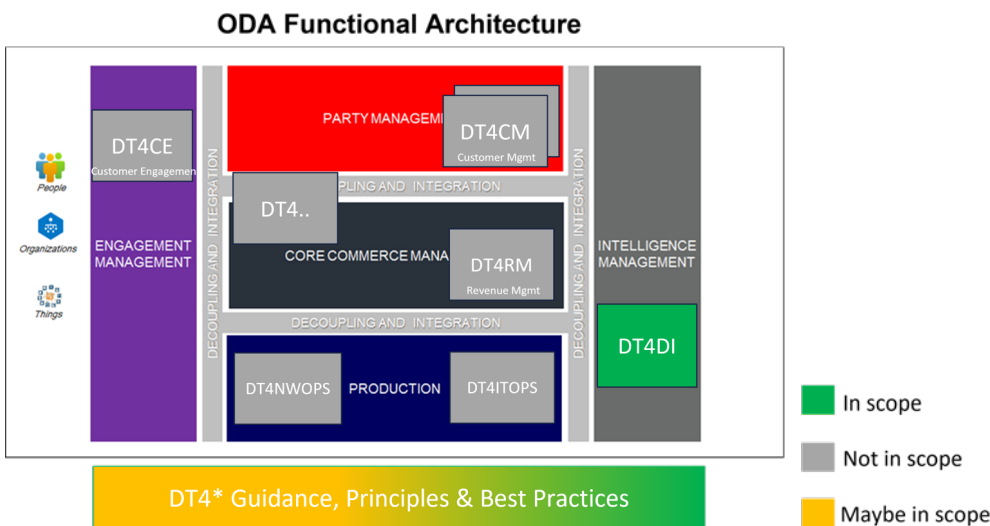 ODA Functional Architecture
People
Organizations
Things
DT4CE
Customer Engagemen
ENGAGEMENT
MANAGEMENT
DECOUPLING AND INTEGRATION
PARTY MANAGEM
DT4CM
Customer Mgmt
PLING AND INTEGRATION
DT4..
CORE COMMERCE MANA
DT4RM
Revenue Mgmt
DECOUPLING AND INTEGRATION
DT4NWOPS
PRODUCTION
DT4ITOPS
DECOUPLING AND INTEGRATION
INTELLIGENCE
MANAGEMENT
DT4DI
In scope
Not in scope
Maybe in scope
DT4* Guidance, Principles & Best Practices